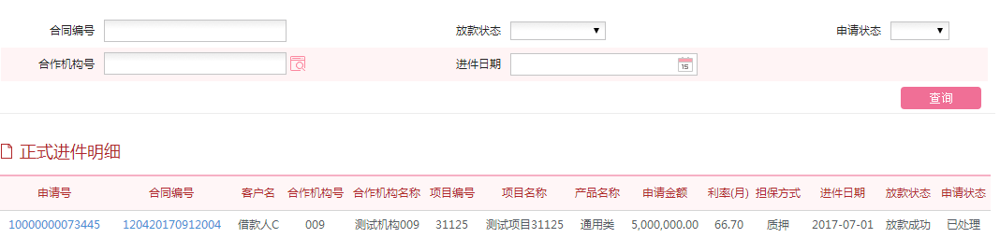 合同编号 放款状态 申请状态
合作机构号 进件日期 15
查询
正式进件明细
申请号 合同编号 客户名 合作机构号 合作机构名称 项目编号 项目名称 产品名称 申请金额 利率(月) 担保方式 进件日期 放款状态 申请状态
10000000073445 120420170912004 借款人C 009 测试机构009 31125 测试项目31125 通用类 5,000,000.00 66.70 质押 2017-07-01 放款成功 已处理